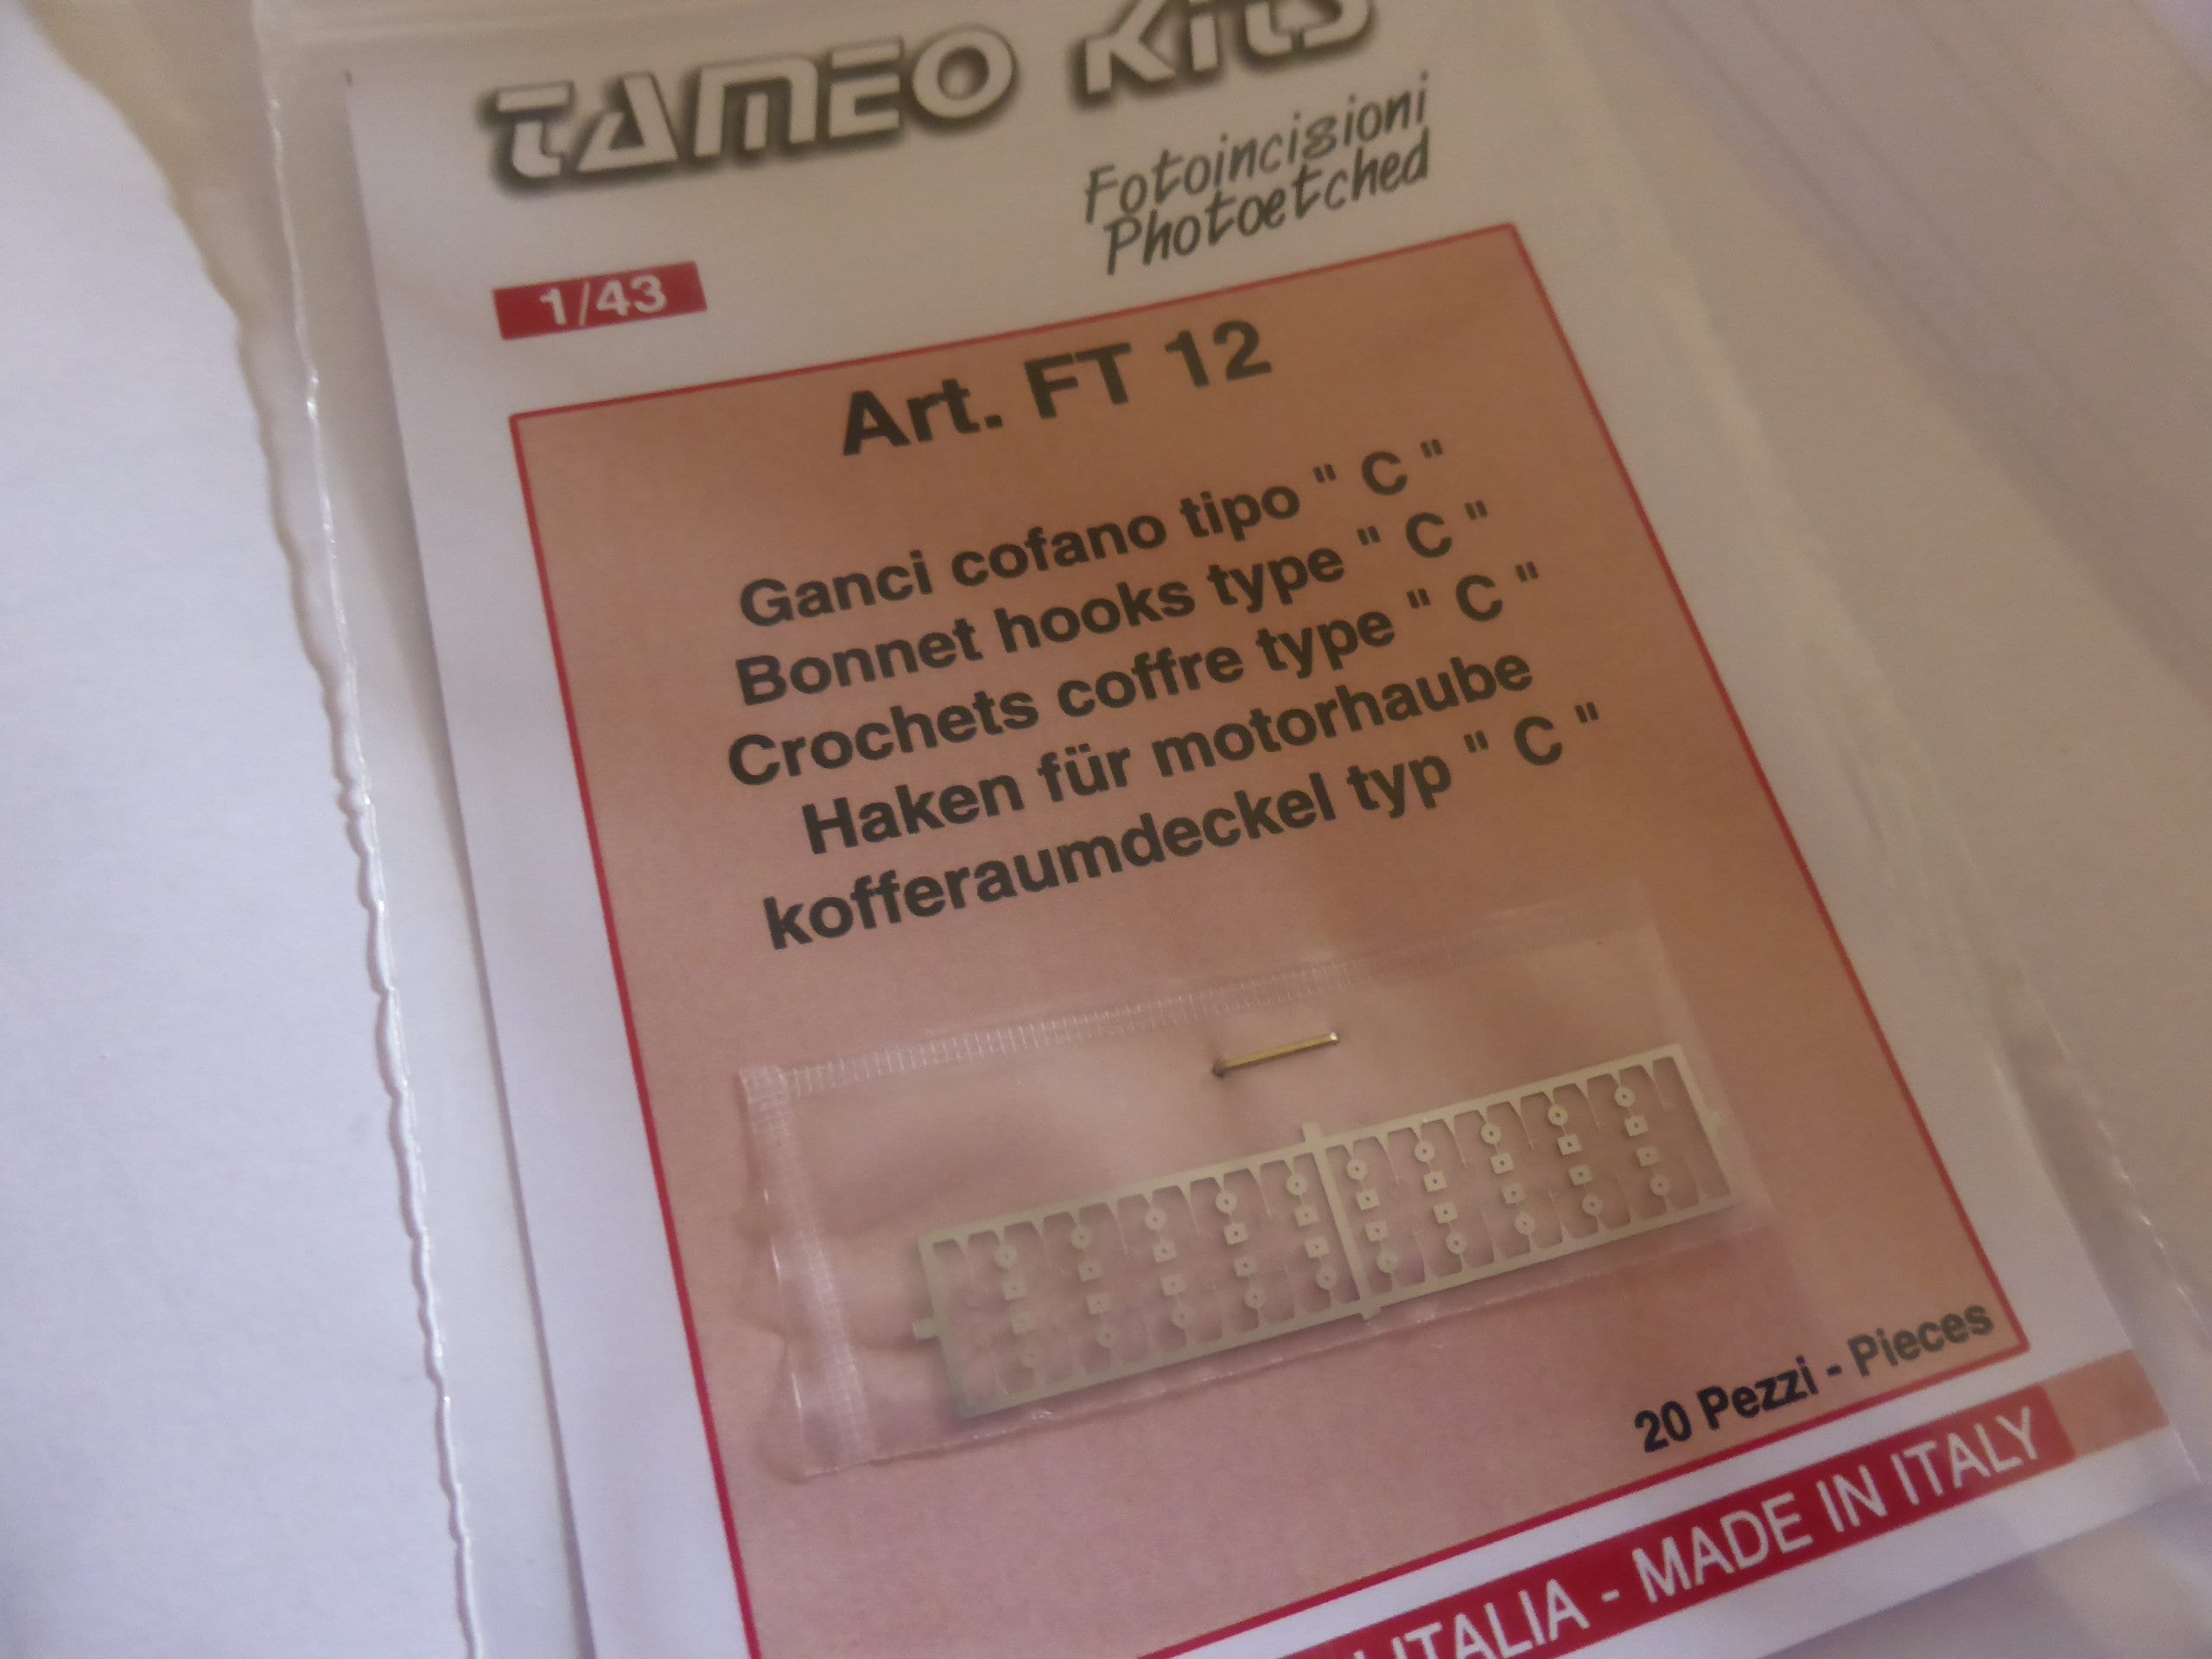 TAMEO Kits
Fotoincisioni
Photoetched
1/43
Art. FT 12
Ganci cofano tipo " C "
Bonnet hooks type " C "
Crochets coffre type " C "
Haken für motorhaube
kofferaumdeckel typ " C "
20 Pezzi - Pieces
ITALIA - MADE IN ITALY